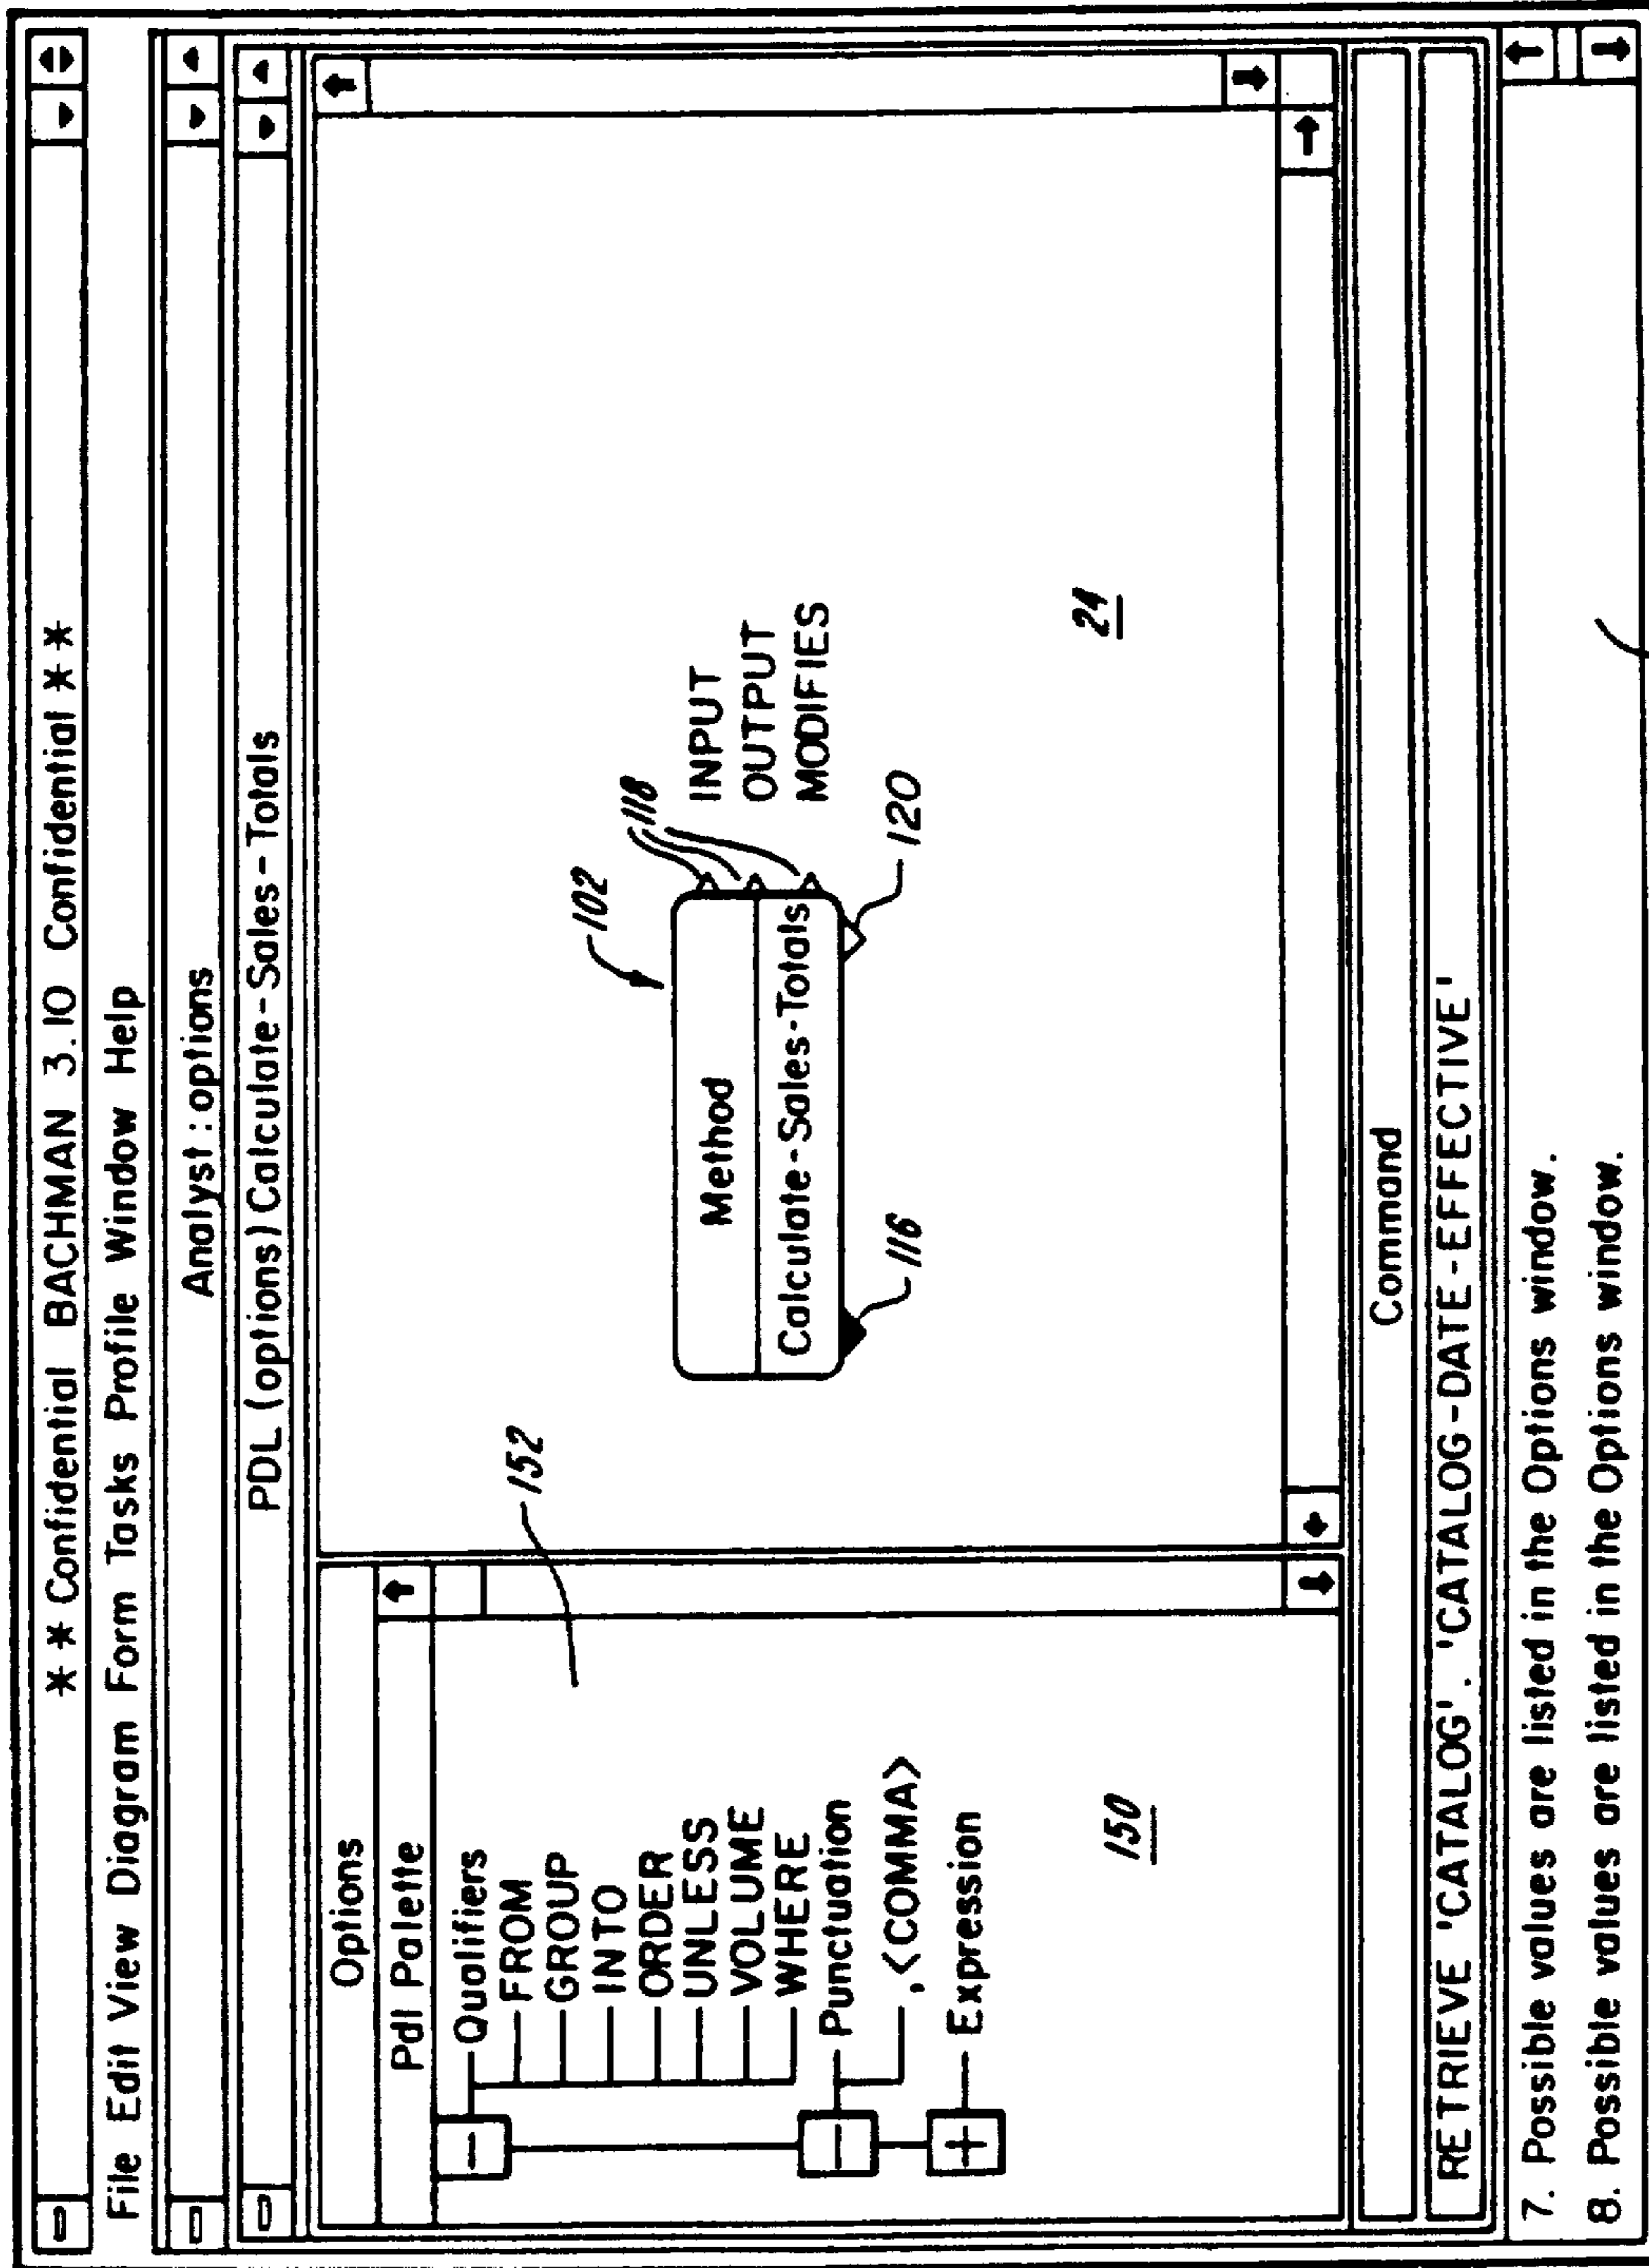 * * Confidential BACHMAN 3.10 Confidential * *
File Edit View Diagram Form Tasks Profile Window Help
Analyst : options
PDL (options) Calculate-Sales-Totals
Options
Pdl Palette
Qualifiers
FROM
GROUP
INTO
ORDER
UNLESS
VOLUME
WHERE
Punctuation
, <COMMA>
Expression
150
152
102
118
Method
Calculate-Sales-Totals
INPUT
OUTPUT
MODIFIES
116
120
24
Command
RETRIEVE 'CATALOG'. 'CATALOG-DATE-EFFECTIVE'
7. Possible values are listed in the Options window.
8. Possible values are listed in the Options window.